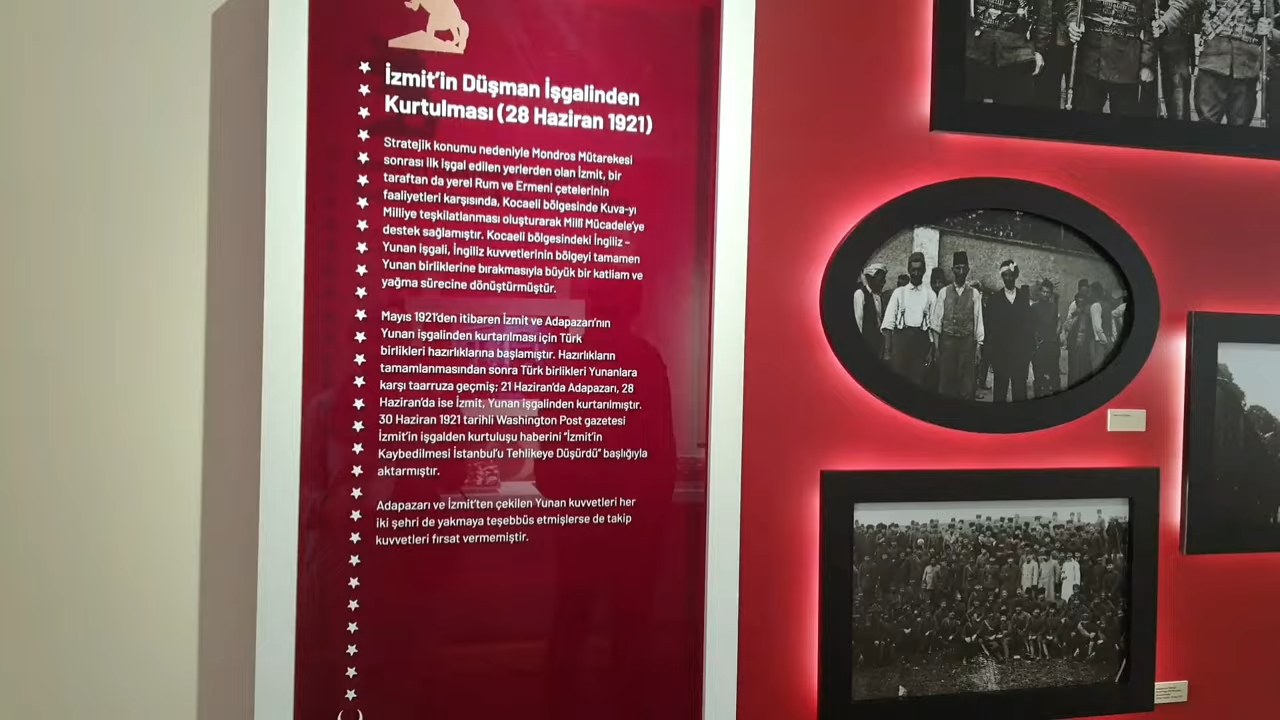 İzmit’in Düşman İşgalinden
Kurtulması (28 Haziran 1921)
Stratejik konumu nedeniyle Mondros Mütarekesi
sonrası ilk işgal edilen yerlerden olan İzmit, bir
taraftan da yerel Rum ve Ermeni çetelerinin
faaliyetleri karşısında, Kocaeli bölgesinde Kuva-yı
Milliye teşkilatlanması oluşturarak Millî Mücadele’ye
destek sağlamıştır. Kocaeli bölgesindeki İngiliz –
Yunan işgali, İngiliz kuvvetlerinin bölgeyi tamamen
Yunan birliklerine bırakmasıyla büyük bir katliam ve
yağma sürecine dönüştürmüştür.
Mayıs 1921’den itibaren İzmit ve Adapazarı’nın
Yunan işgalinden kurtarılması için Türk
birlikleri hazırlıklarına başlamıştır. Hazırlıkların
tamamlanmasından sonra Türk birlikleri Yunanlara
karşı taarruza geçmiş; 21 Haziran’da Adapazarı, 28
Haziran’da ise İzmit, Yunan işgalinden kurtarılmıştır.
30 Haziran 1921 tarihli Washington Post gazetesi
İzmit’in işgalden kurtuluşu haberini “İzmit’in
Kaybedilmesi İstanbul’u Tehlikeye Düşürdü” başlığıyla
aktarmıştır.
Adapazarı ve İzmit’ten çekilen Yunan kuvvetleri her
iki şehri de yakmaya teşebbüs etmişlerse de takip
kuvvetleri fırsat vermemiştir.